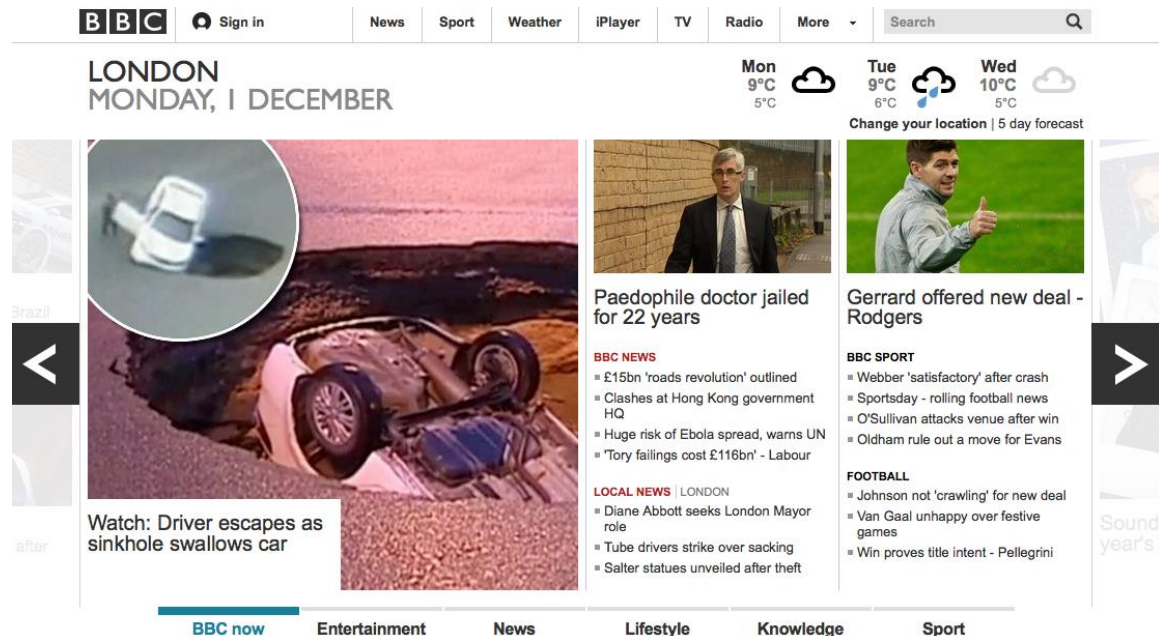 BBC
Sign in
News
Sport
Weather
iPlayer
TV
Radio
More
Search
LONDON
MONDAY, 1 DECEMBER
Mon
9°C
5°C
Tue
9°C
6°C
Wed
10°C
5°C
Change your location | 5 day forecast
Brazil
after
Watch: Driver escapes as
sinkhole swallows car
Paedophile doctor jailed
for 22 years
BBC NEWS
£15bn 'roads revolution' outlined
Clashes at Hong Kong government
HQ
Huge risk of Ebola spread, warns UN
'Tory failings cost £116bn' - Labour
LOCAL NEWS | LONDON
Diane Abbott seeks London Mayor
role
Tube drivers strike over sacking
Salter statues unveiled after theft
Gerrard offered new deal -
Rodgers
BBC SPORT
Webber 'satisfactory' after crash
Sportsday - rolling football news
O'Sullivan attacks venue after win
Oldham rule out a move for Evans
FOOTBALL
Johnson not 'crawling' for new deal
Van Gaal unhappy over festive
games
Win proves title intent - Pellegrini
Sound
year's
BBC now
Entertainment
News
Lifestyle
Knowledge
Sport